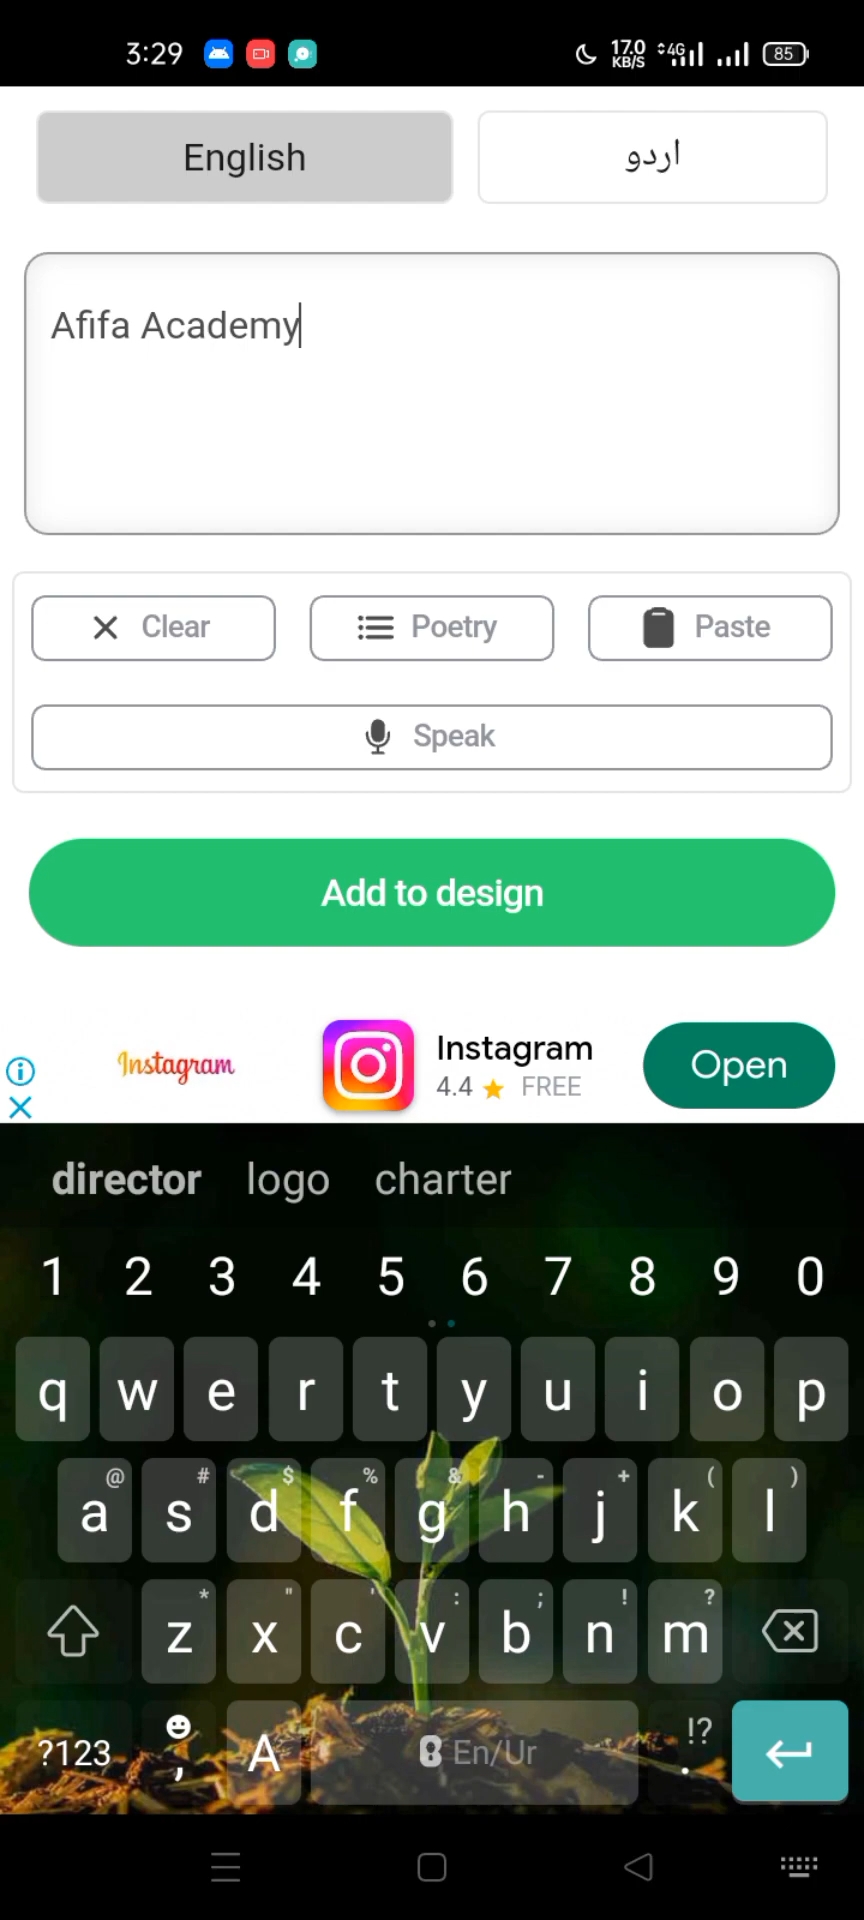 3:29 17.0 KB/S 4G 85
English اردو
Afifa Academy
Clear Poetry Paste
Speak
Add to design
Instagram Instagram Open
4.4 FREE
director logo charter
1 2 3 4 5 6 7 8 9 0
q w e r t y u i o p
@ # $ % & - + ( )
a s d f g h j k l
* " ' : ; ! ?
z x c v b n m
!?
?123 , A En/Ur .